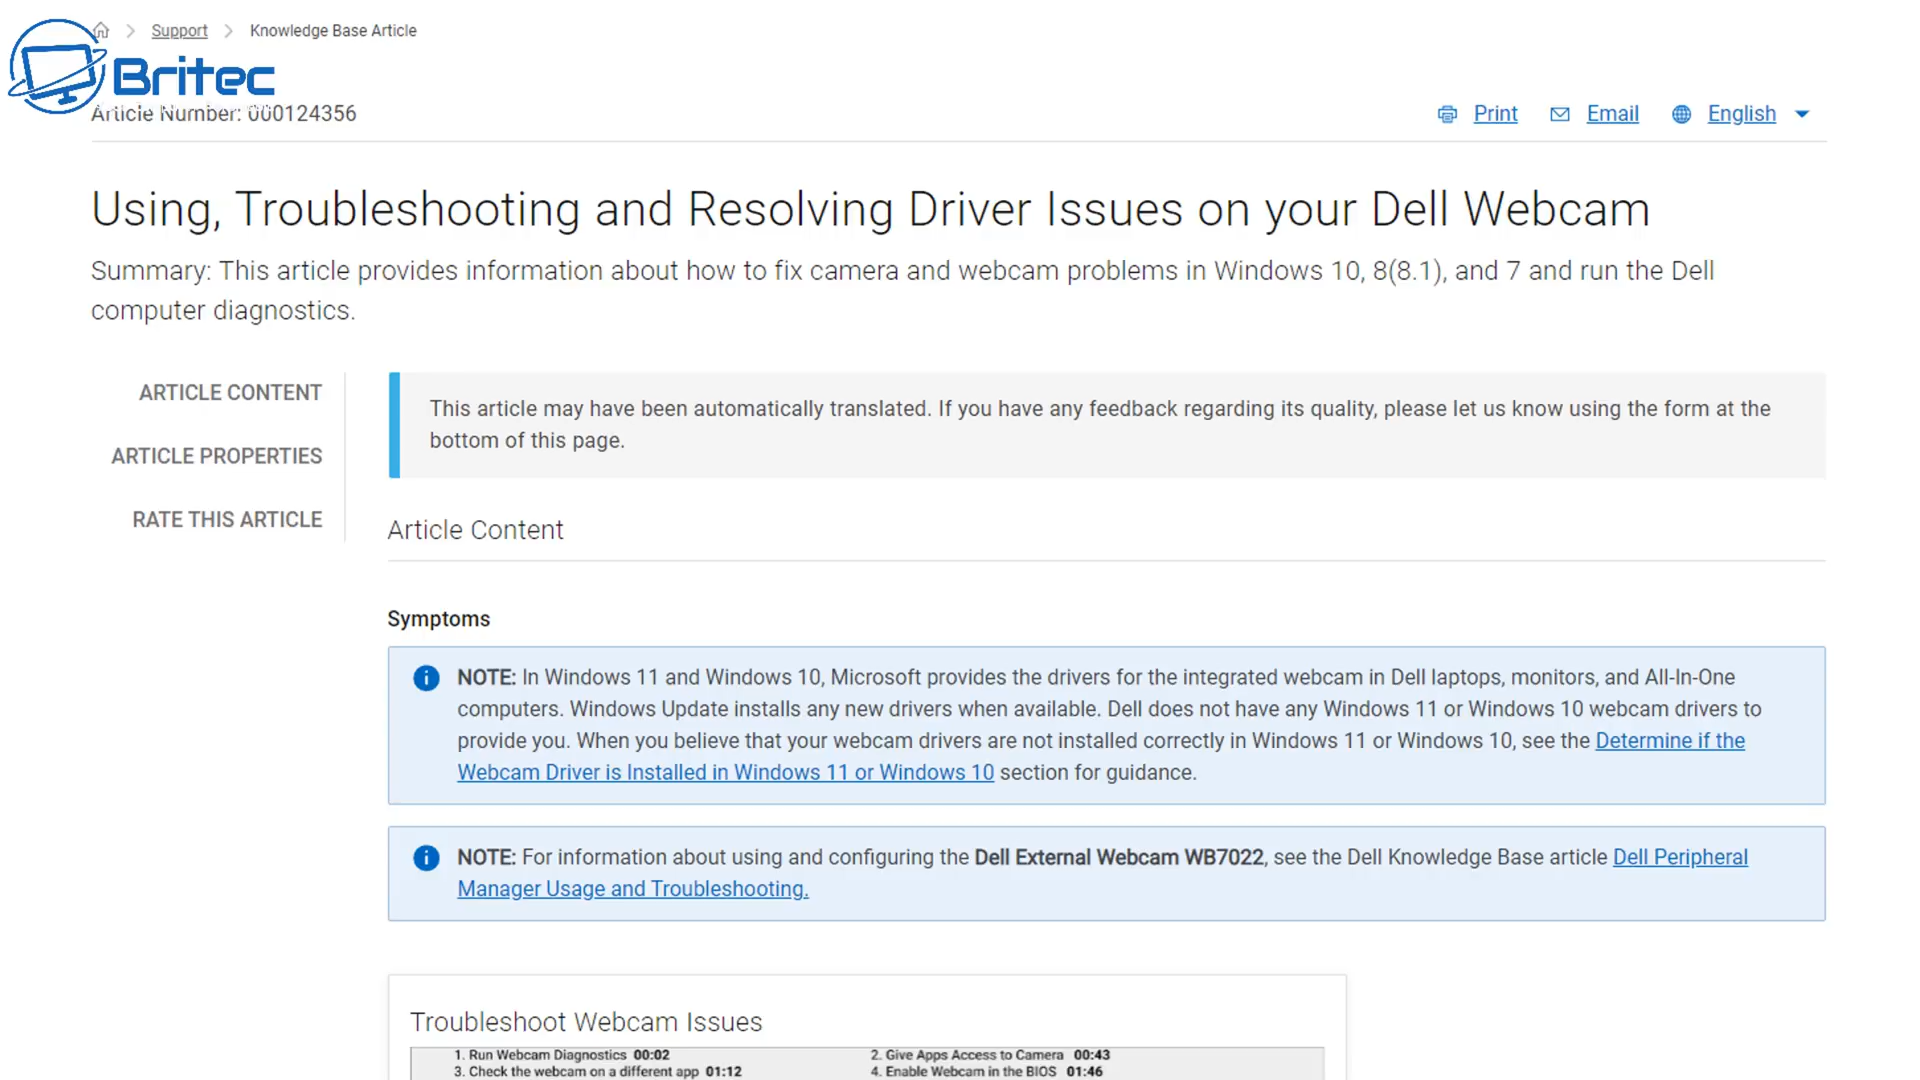 Support
Knowledge Base Article
Britec
Article Number: 000124356
Print
Email
English
Using, Troubleshooting and Resolving Driver Issues on your Dell Webcam
Summary: This article provides information about how to fix camera and webcam problems in Windows 10, 8(8.1), and 7 and run the Dell
computer diagnostics.
ARTICLE CONTENT
ARTICLE PROPERTIES
RATE THIS ARTICLE
This article may have been automatically translated. If you have any feedback regarding its quality, please let us know using the form at the
bottom of this page.
Article Content
Symptoms
NOTE: In Windows 11 and Windows 10, Microsoft provides the drivers for the integrated webcam in Dell laptops, monitors, and All-In-One
computers. Windows Update installs any new drivers when available. Dell does not have any Windows 11 or Windows 10 webcam drivers to
provide you. When you believe that your webcam drivers are not installed correctly in Windows 11 or Windows 10, see the Determine if the
Webcam Driver is Installed in Windows 11 or Windows 10 section for guidance.
NOTE: For information about using and configuring the Dell External Webcam WB7022, see the Dell Knowledge Base article Dell Peripheral
Manager Usage and Troubleshooting.
Troubleshoot Webcam Issues
1. Run Webcam Diagnostics 00:02
2. Give Apps Access to Camera 00:43
3. Check the webcam on a different app 01:12
4. Enable Webcam in the BIOS 01:46